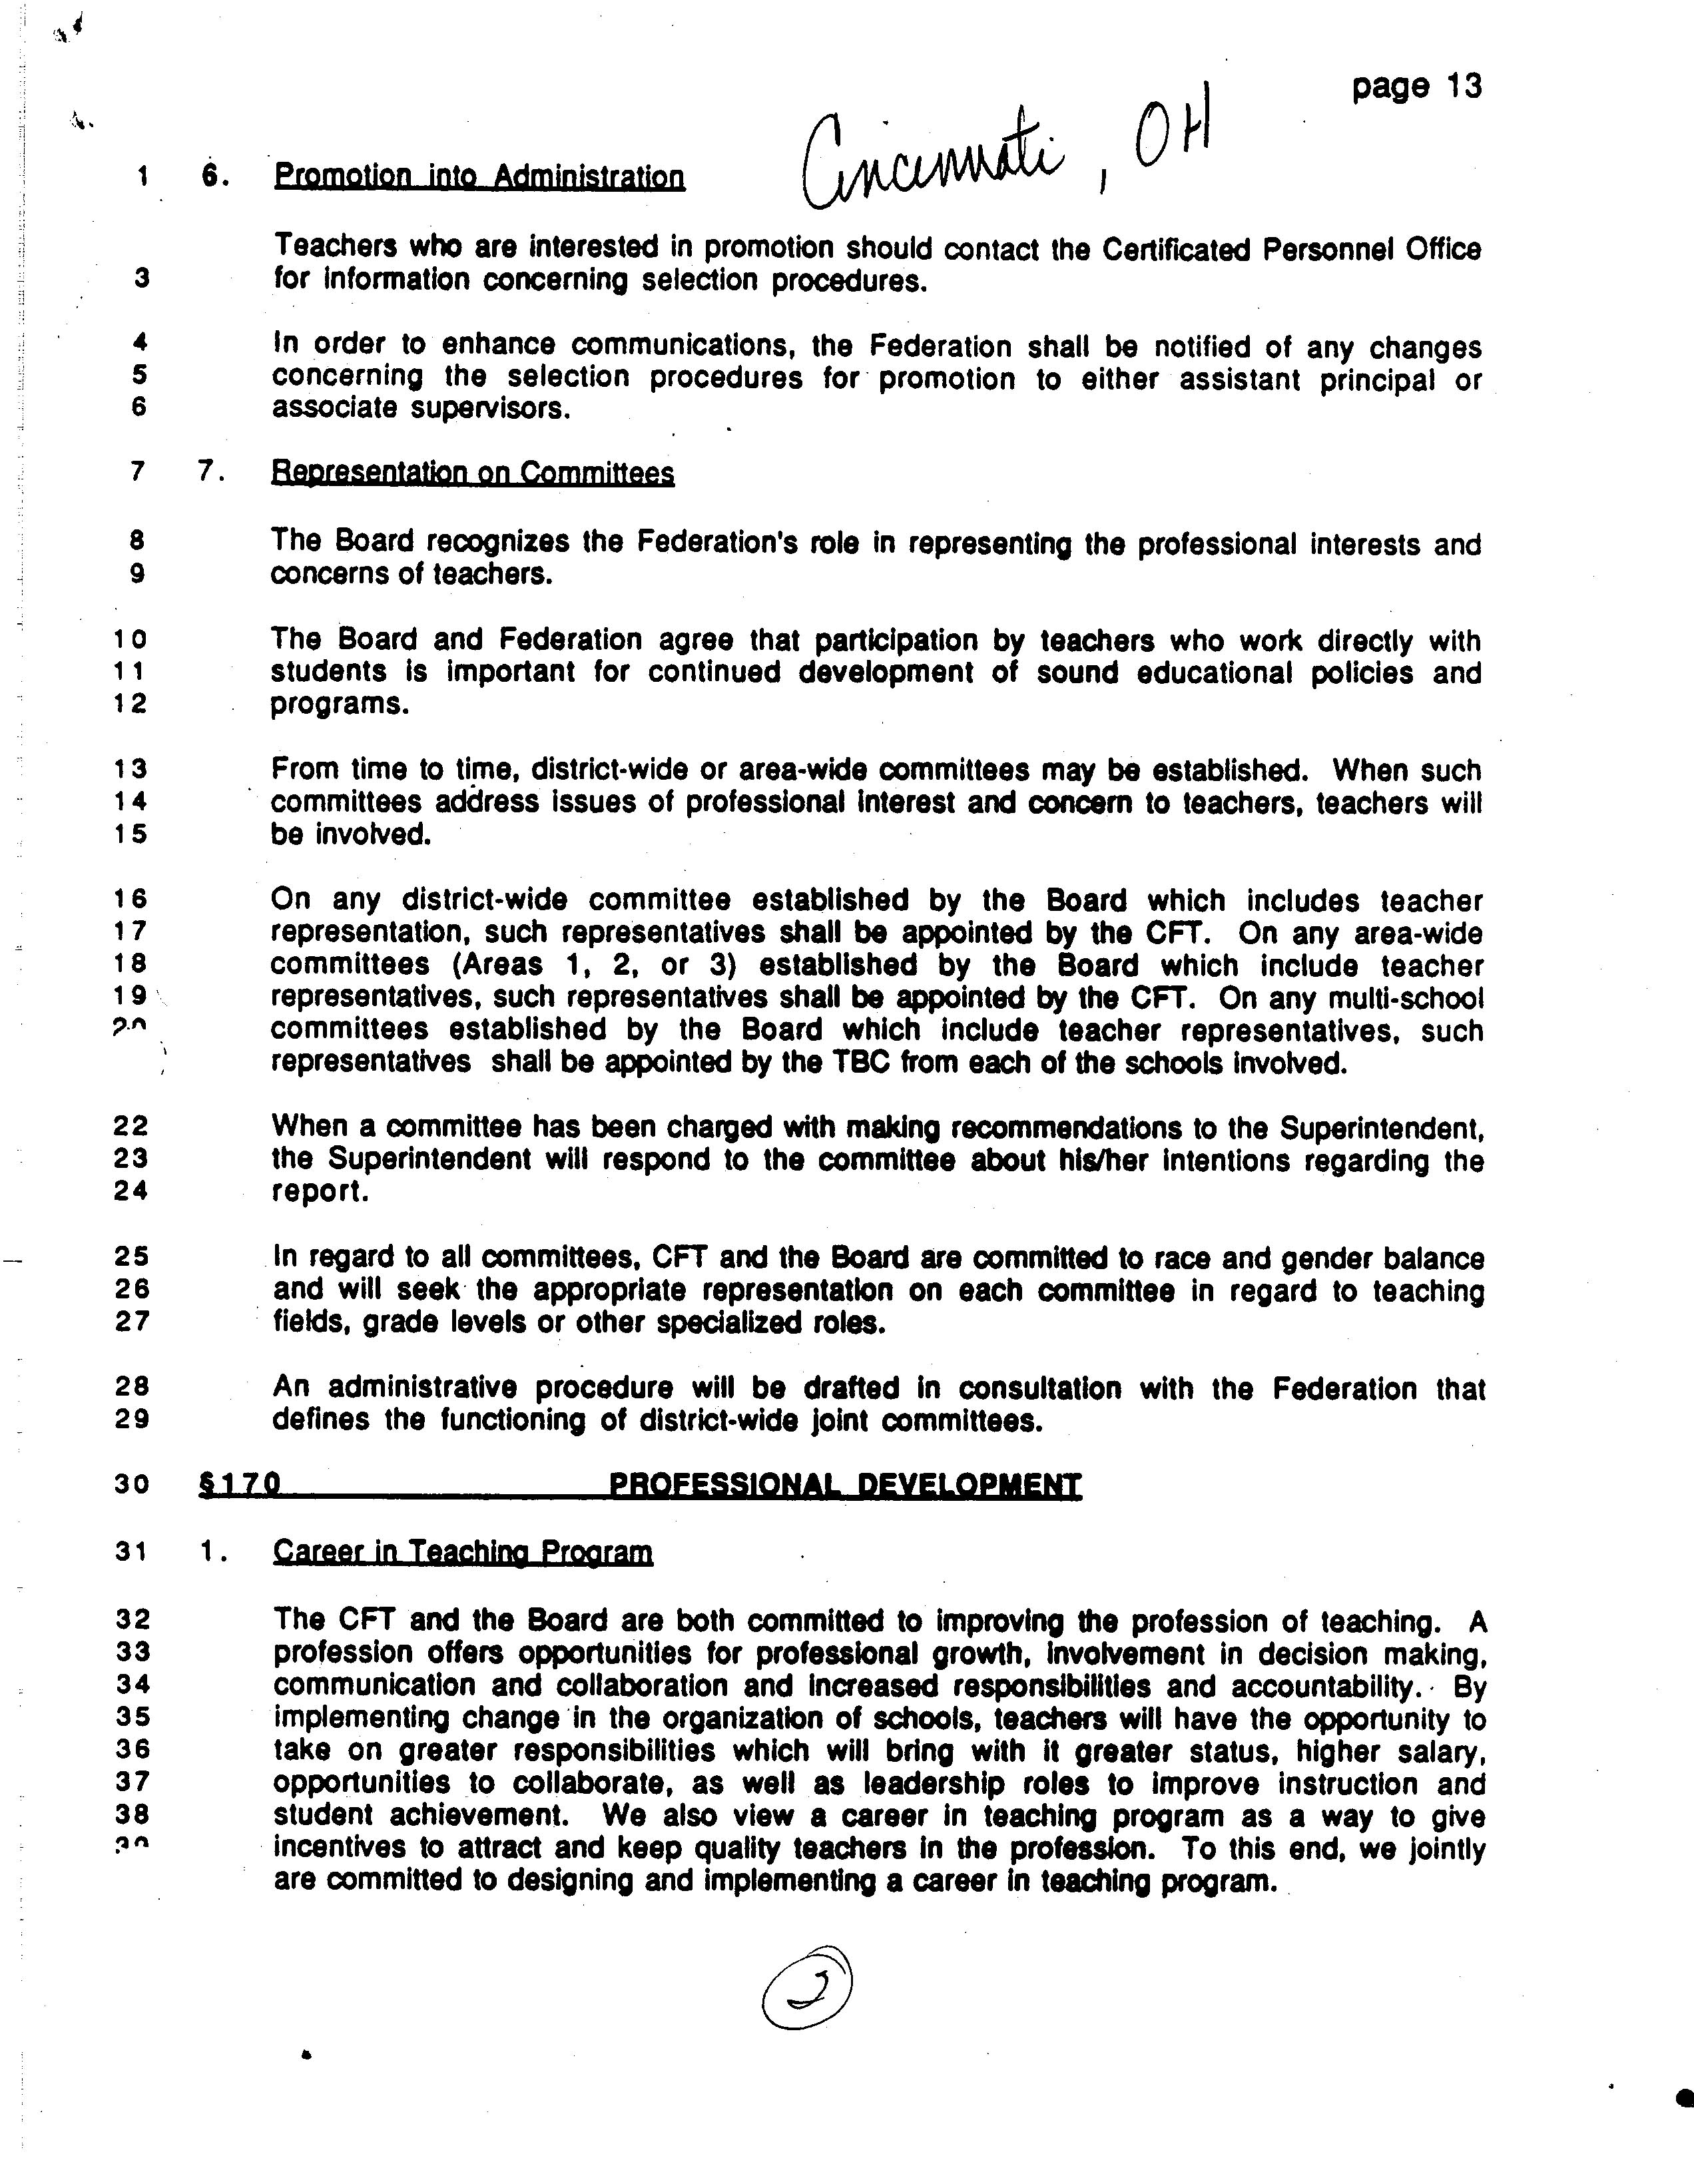 page 13
Cincinnati, OH
1 6. Promotion into Administration
Teachers who are interested in promotion should contact the Certificated Personnel Office
3 for information concerning selection procedures.
4 In order to enhance communications, the Federation shall be notified of any changes
5 concerning the selection procedures for promotion to either assistant principal or
6 associate supervisors.
7 7. Representation on Committees
8 The Board recognizes the Federation's role in representing the professional interests and
9 concerns of teachers.
10 The Board and Federation agree that participation by teachers who work directly with
11 students is important for continued development of sound educational policies and
12 programs.
13 From time to time, district-wide or area-wide committees may be established. When such
14 committees address issues of professional interest and concern to teachers, teachers will
15 be involved.
16 On any district-wide committee established by the Board which includes teacher
17 representation, such representatives shall be appointed by the CFT. On any area-wide
18 committees (Areas 1, 2, or 3) established by the Board which include teacher
19 representatives, such representatives shall be appointed by the CFT. On any multi-school
20 committees established by the Board which include teacher representatives, such
representatives shall be appointed by the TBC from each of the schools involved.
22 When a committee has been charged with making recommendations to the Superintendent,
23 the Superintendent will respond to the committee about his/her intentions regarding the
24 report.
25 In regard to all committees, CFT and the Board are committed to race and gender balance
26 and will seek the appropriate representation on each committee in regard to teaching
27 fields, grade levels or other specialized roles.
28 An administrative procedure will be drafted in consultation with the Federation that
29 defines the functioning of district-wide joint committees.
30 §170 PROFESSIONAL DEVELOPMENT
31 1. Career in Teaching Program
32 The CFT and the Board are both committed to improving the profession of teaching. A
33 profession offers opportunities for professional growth, involvement in decision making,
34 communication and collaboration and increased responsibilities and accountability. By
35 implementing change in the organization of schools, teachers will have the opportunity to
36 take on greater responsibilities which will bring with it greater status, higher salary,
37 opportunities to collaborate, as well as leadership roles to improve instruction and
38 student achievement. We also view a career in teaching program as a way to give
incentives to attract and keep quality teachers in the profession. To this end, we jointly
are committed to designing and implementing a career in teaching program.